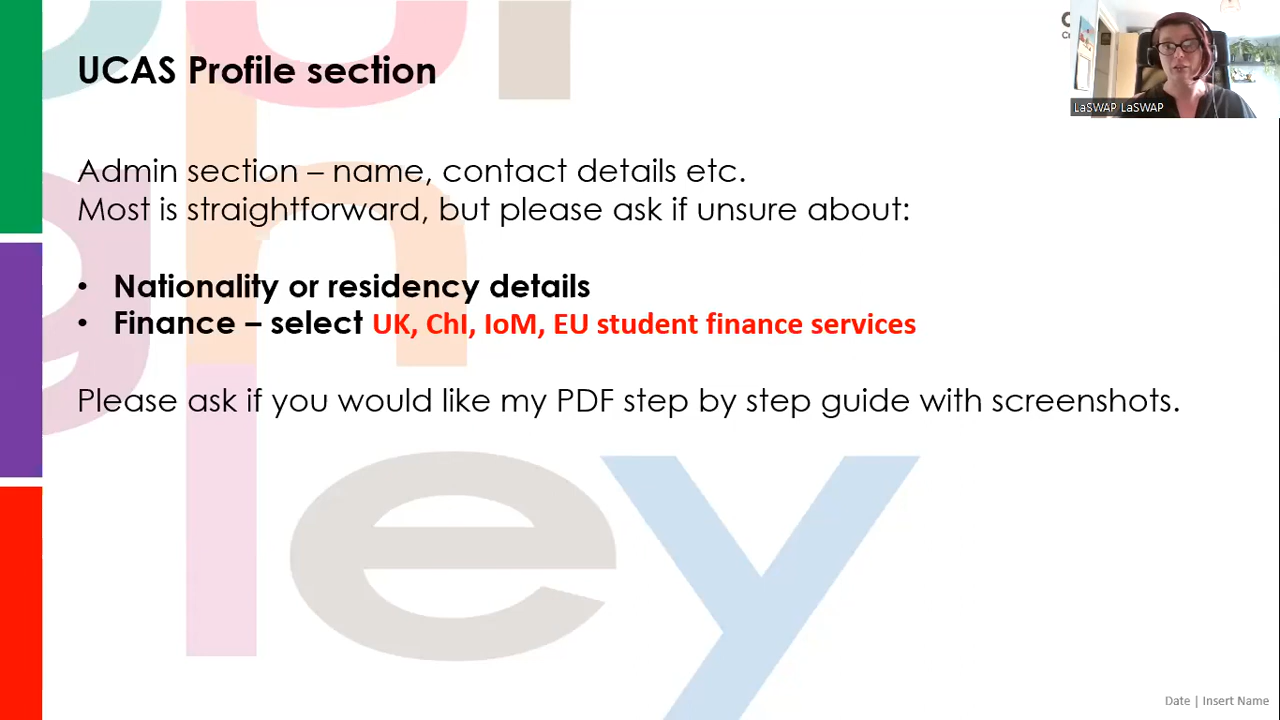 UCAS Profile section
LaSWAP LaSWAP
Admin section – name, contact details etc.
Most is straightforward, but please ask if unsure about:
• Nationality or residency details
• Finance – select UK, ChI, IoM, EU student finance services
Please ask if you would like my PDF step by step guide with screenshots.
Date | Insert Name